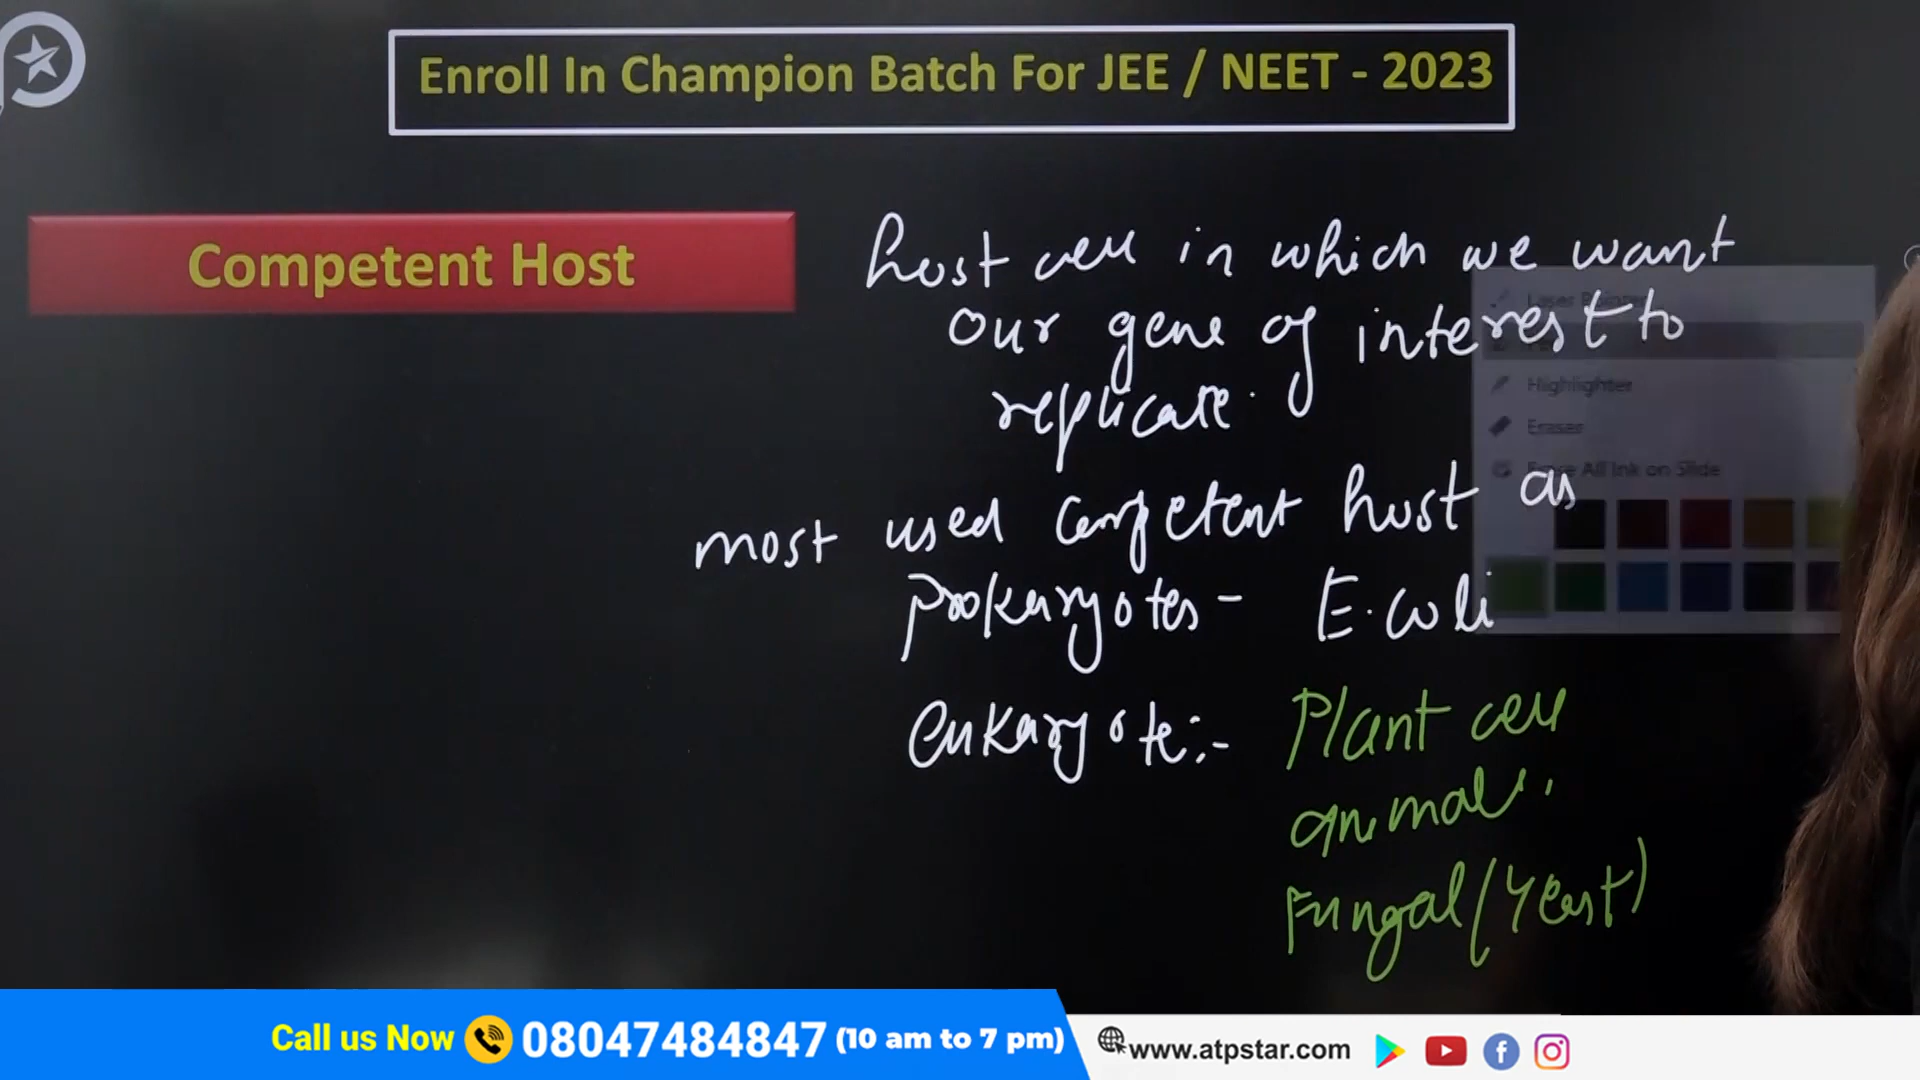 Enroll In Champion Batch For JEE / NEET - 2023
Competent Host
host cell in which we want
our gene of interest to
replicate.
most used competent host as
prokaryotes - E.coli
eukaryote:- Plant cell
animal.
Fungal/(Yeast)
Laser Pointer
Highlighter
Eraser
Erase All Ink on Slide
Call us Now 08047484847 (10 am to 7 pm)
www.atpstar.com